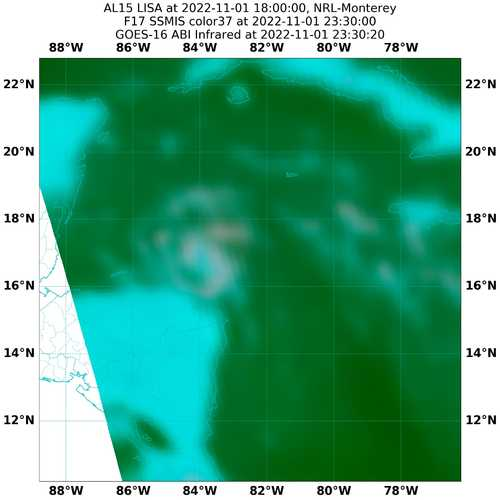 AL15 LISA at 2022-11-01 18:00:00, NRL-Monterey
F17 SSMIS color37 at 2022-11-01 23:30:00
GOES-16 ABI Infrared at 2022-11-01 23:30:20
88°W 86°W 84°W 82°W 80°W 78°W
22°N 22°N
20°N 20°N
18°N 18°N
16°N 16°N
14°N 14°N
12°N 12°N
88°W 86°W 84°W 82°W 80°W 78°W